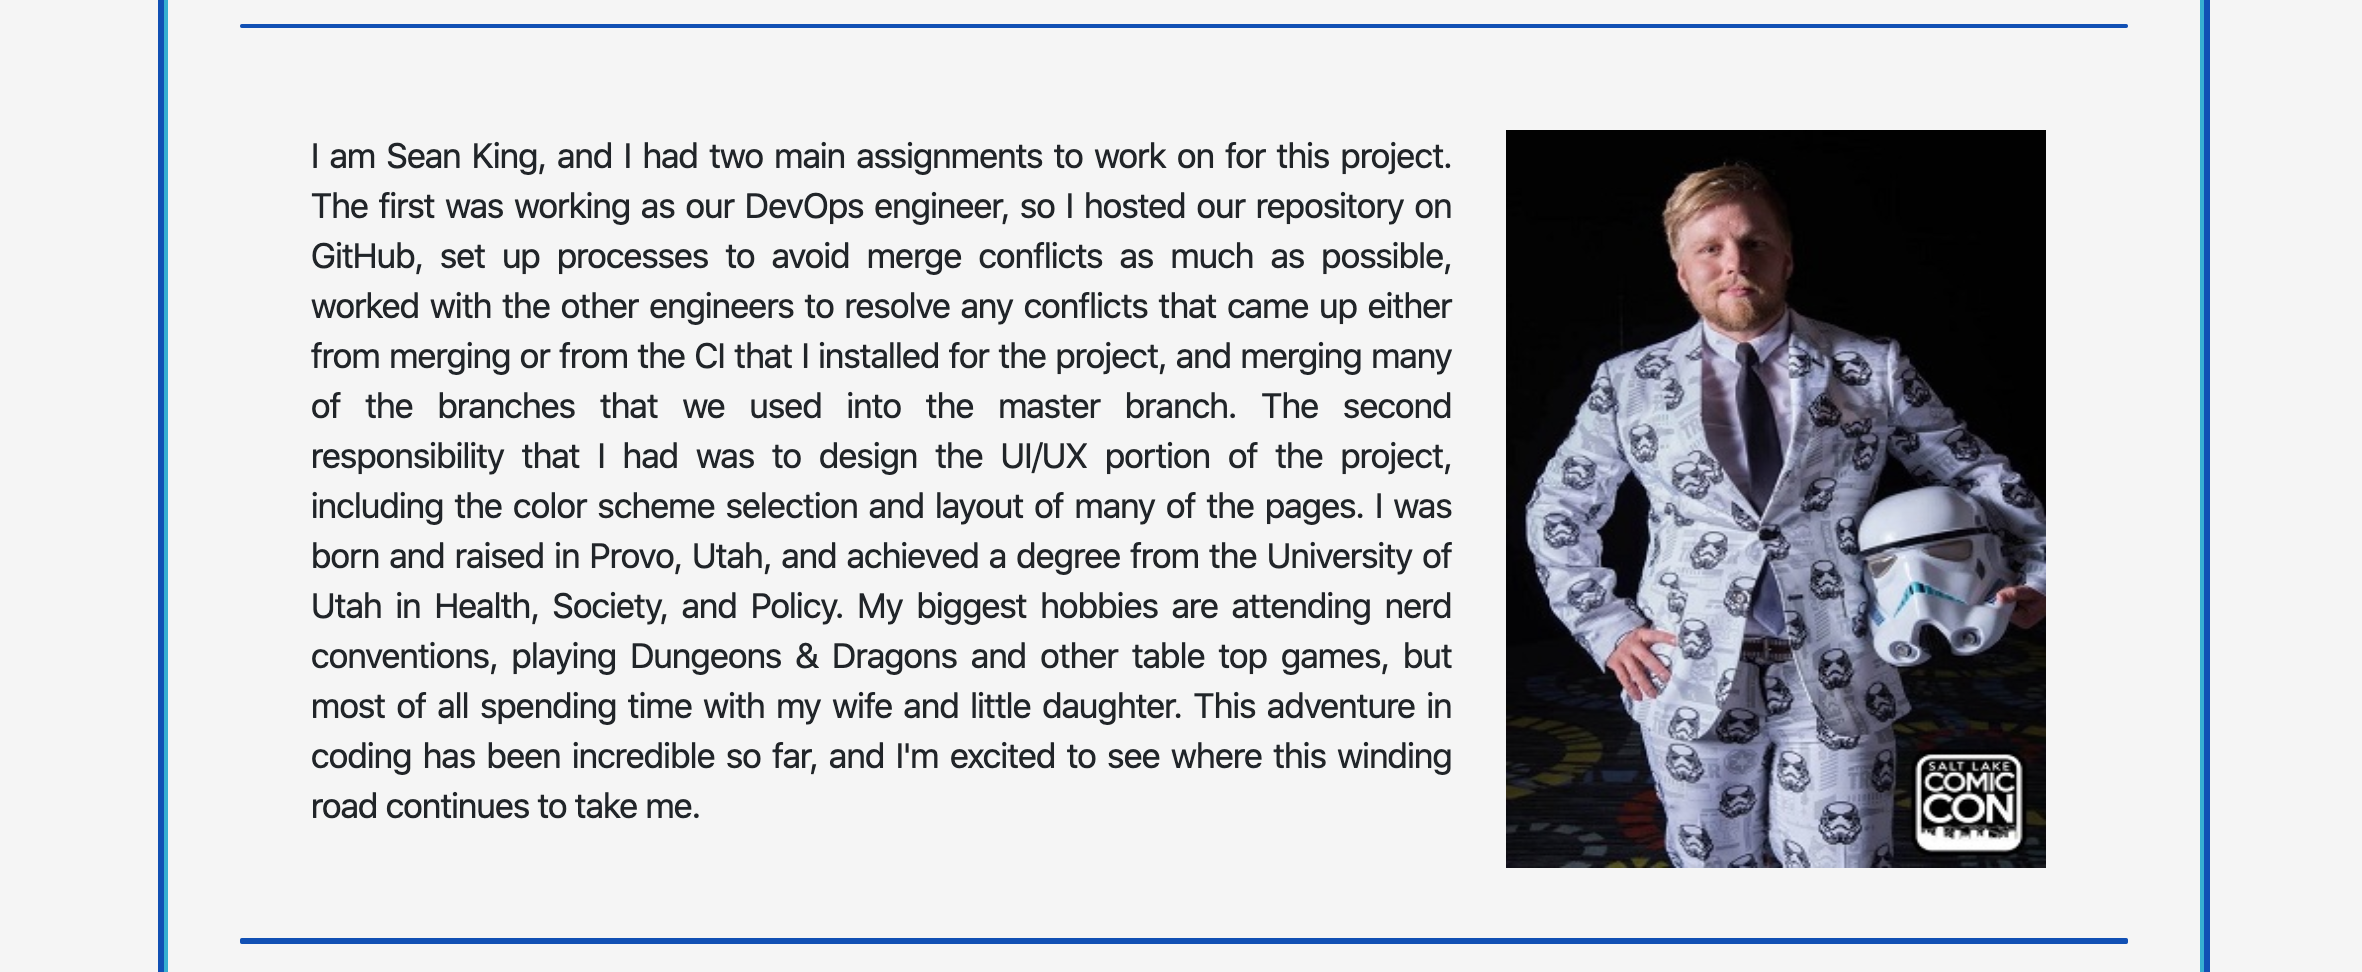 I am Sean King, and I had two main assignments to work on for this project.
The first was working as our DevOps engineer, so I hosted our repository on
GitHub, set up processes to avoid merge conflicts as much as possible,
worked with the other engineers to resolve any conflicts that came up either
from merging or from the CI that I installed for the project, and merging many
of the branches that we used into the master branch. The second
responsibility that I had was to design the UI/UX portion of the project,
including the color scheme selection and layout of many of the pages. I was
born and raised in Provo, Utah, and achieved a degree from the University of
Utah in Health, Society, and Policy. My biggest hobbies are attending nerd
conventions, playing Dungeons & Dragons and other table top games, but
most of all spending time with my wife and little daughter. This adventure in
coding has been incredible so far, and I'm excited to see where this winding
road continues to take me.
SALT LAKE
COMIC
CON